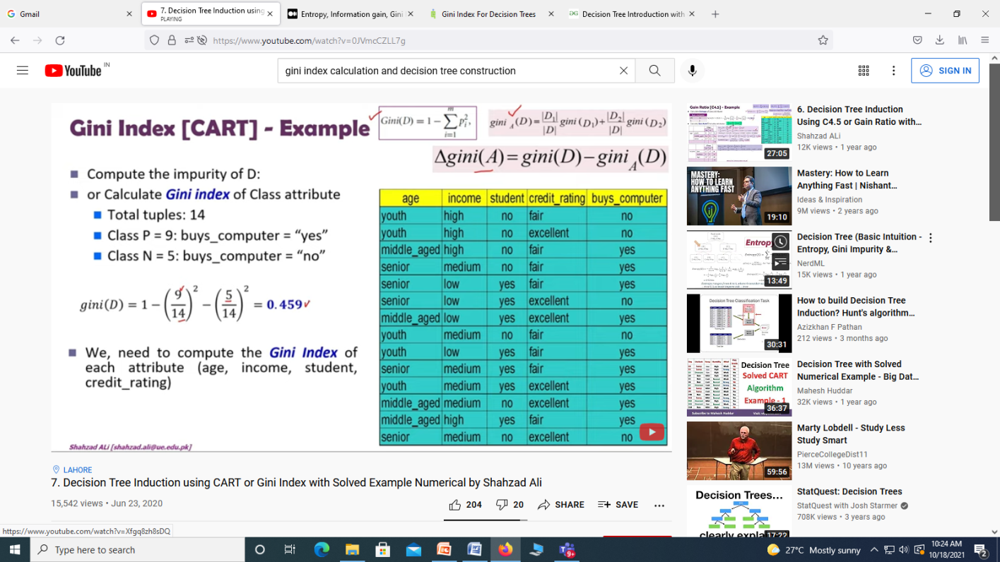 Gmail
7. Decision Tree Induction using
PLAYING
Entropy, Information gain, Gini
Gini Index For Decision Trees
Decision Tree Introduction with
https://www.youtube.com/watch?v=0JVmcCZLL7g
YouTube IN
gini index calculation and decision tree construction
SIGN IN
Gini Index [CART] - Example
Gini(D) = 1 − ∑ᵢ₌₁ᵐ pᵢ²,
gini_A(D) = |D₁|/|D| gini(D₁) + |D₂|/|D| gini(D₂)
Δgini(A) = gini(D) − gini_A(D)
Compute the impurity of D:
or Calculate Gini index of Class attribute
Total tuples: 14
Class P = 9: buys_computer = “yes”
Class N = 5: buys_computer = “no”
gini(D) = 1 − (9/14)² − (5/14)² = 0.459
We, need to compute the Gini Index of
each attribute (age, income, student,
credit_rating)
age income student credit_rating buys_computer
youth high no fair no
youth high no excellent no
middle_aged high no fair yes
senior medium no fair yes
senior low yes fair yes
senior low yes excellent no
middle_aged low yes excellent yes
youth medium no fair no
youth low yes fair yes
senior medium yes fair yes
youth medium yes excellent yes
middle_aged medium no excellent yes
middle_aged high yes fair yes
senior medium no excellent no
Shahzad ALi [shahzad.ali@ue.edu.pk]
LAHORE
7. Decision Tree Induction using CART or Gini Index with Solved Example Numerical by Shahzad Ali
15,542 views • Jun 23, 2020
204
20
SHARE
SAVE
Gain Ratio [C4.5] - Example
27:05
6. Decision Tree Induction
Using C4.5 or Gain Ratio with...
Shahzad ALi
12K views • 1 year ago
MASTERY:
HOW TO LEARN
ANYTHING FAST
19:10
Mastery: How to Learn
Anything Fast | Nishant...
Ideas & Inspiration
9M views • 2 years ago
13:49
Decision Tree (Basic Intuition -
Entropy, Gini Impurity &...
NerdML
15K views • 1 year ago
Decision Tree Classification Task
30:31
How to build Decision Tree
Induction? Hunt's algorithm...
Azizkhan F Pathan
212 views • 3 months ago
Decision Tree
Solved CART
Algorithm
Example - 1
Subscribe to Mahesh Huddar
36:37
Decision Tree with Solved
Numerical Example - Big Dat...
Mahesh Huddar
32K views • 1 year ago
59:56
Marty Lobdell - Study Less
Study Smart
PierceCollegeDist11
13M views • 10 years ago
Decision Trees...
clearly expla
17:22
StatQuest: Decision Trees
StatQuest with Josh Starmer
708K views • 3 years ago
https://www.youtube.com/watch?v=Xfgq8zh8sDQ
Type here to search
9+
27°C Mostly sunny
10:24 AM
10/18/2021
2